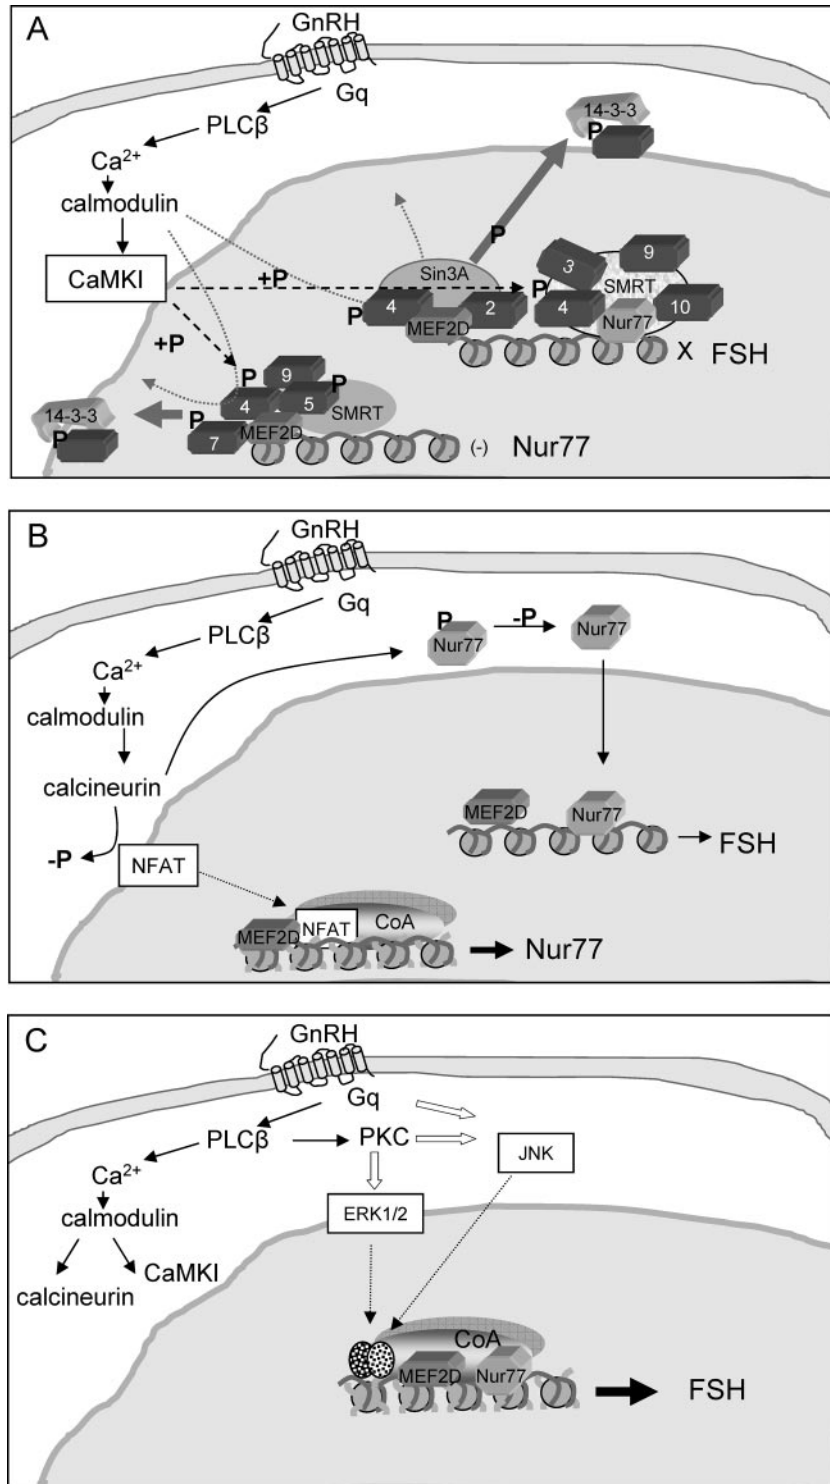 A
GnRH
Gq
PLCβ
Ca2+
calmodulin
CaMKI
+P
+P
14-3-3
P
P
Sin3A
P
4
2
MEF2D
3
9
P
SMRT
4
10
Nur77
X FSH
9
P
P
4
5
SMRT
P
7
MEF2D
14-3-3
P
(-) Nur77
B
GnRH
Gq
PLCβ
Ca2+
calmodulin
calcineurin
-P
NFAT
P
Nur77
-P
Nur77
MEF2D
Nur77
FSH
MEF2D
NFAT
CoA
Nur77
C
GnRH
Gq
PLCβ
PKC
JNK
Ca2+
calmodulin
ERK1/2
CaMKI
calcineurin
CoA
MEF2D
Nur77
FSH